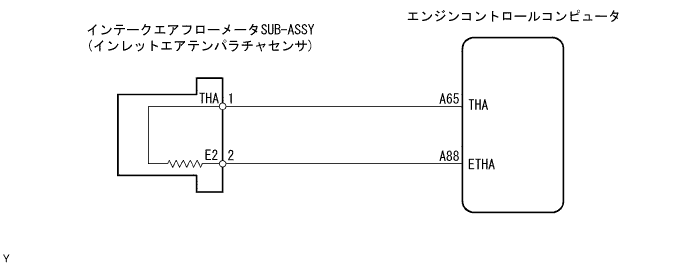 インテークエアフローメータSUB-ASSY
(インレットエアテンパラチャセンサ)
エンジンコントロールコンピュータ
THA 1
A65 THA
E2 2
A88 ETHA
Y